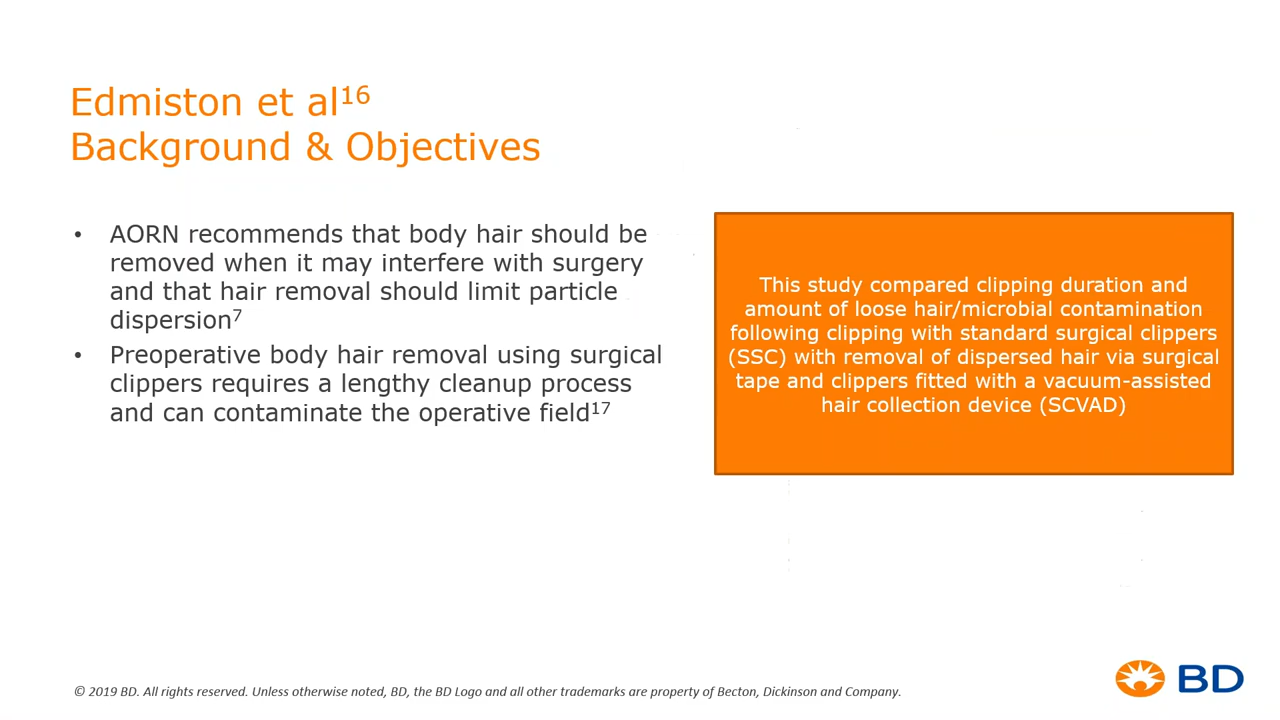 Edmiston et al16
Background & Objectives
• AORN recommends that body hair should be
removed when it may interfere with surgery
and that hair removal should limit particle
dispersion7
• Preoperative body hair removal using surgical
clippers requires a lengthy cleanup process
and can contaminate the operative field17
This study compared clipping duration and
amount of loose hair/microbial contamination
following clipping with standard surgical clippers
(SSC) with removal of dispersed hair via surgical
tape and clippers fitted with a vacuum-assisted
hair collection device (SCVAD)
© 2019 BD. All rights reserved. Unless otherwise noted, BD, the BD Logo and all other trademarks are property of Becton, Dickinson and Company.
BD